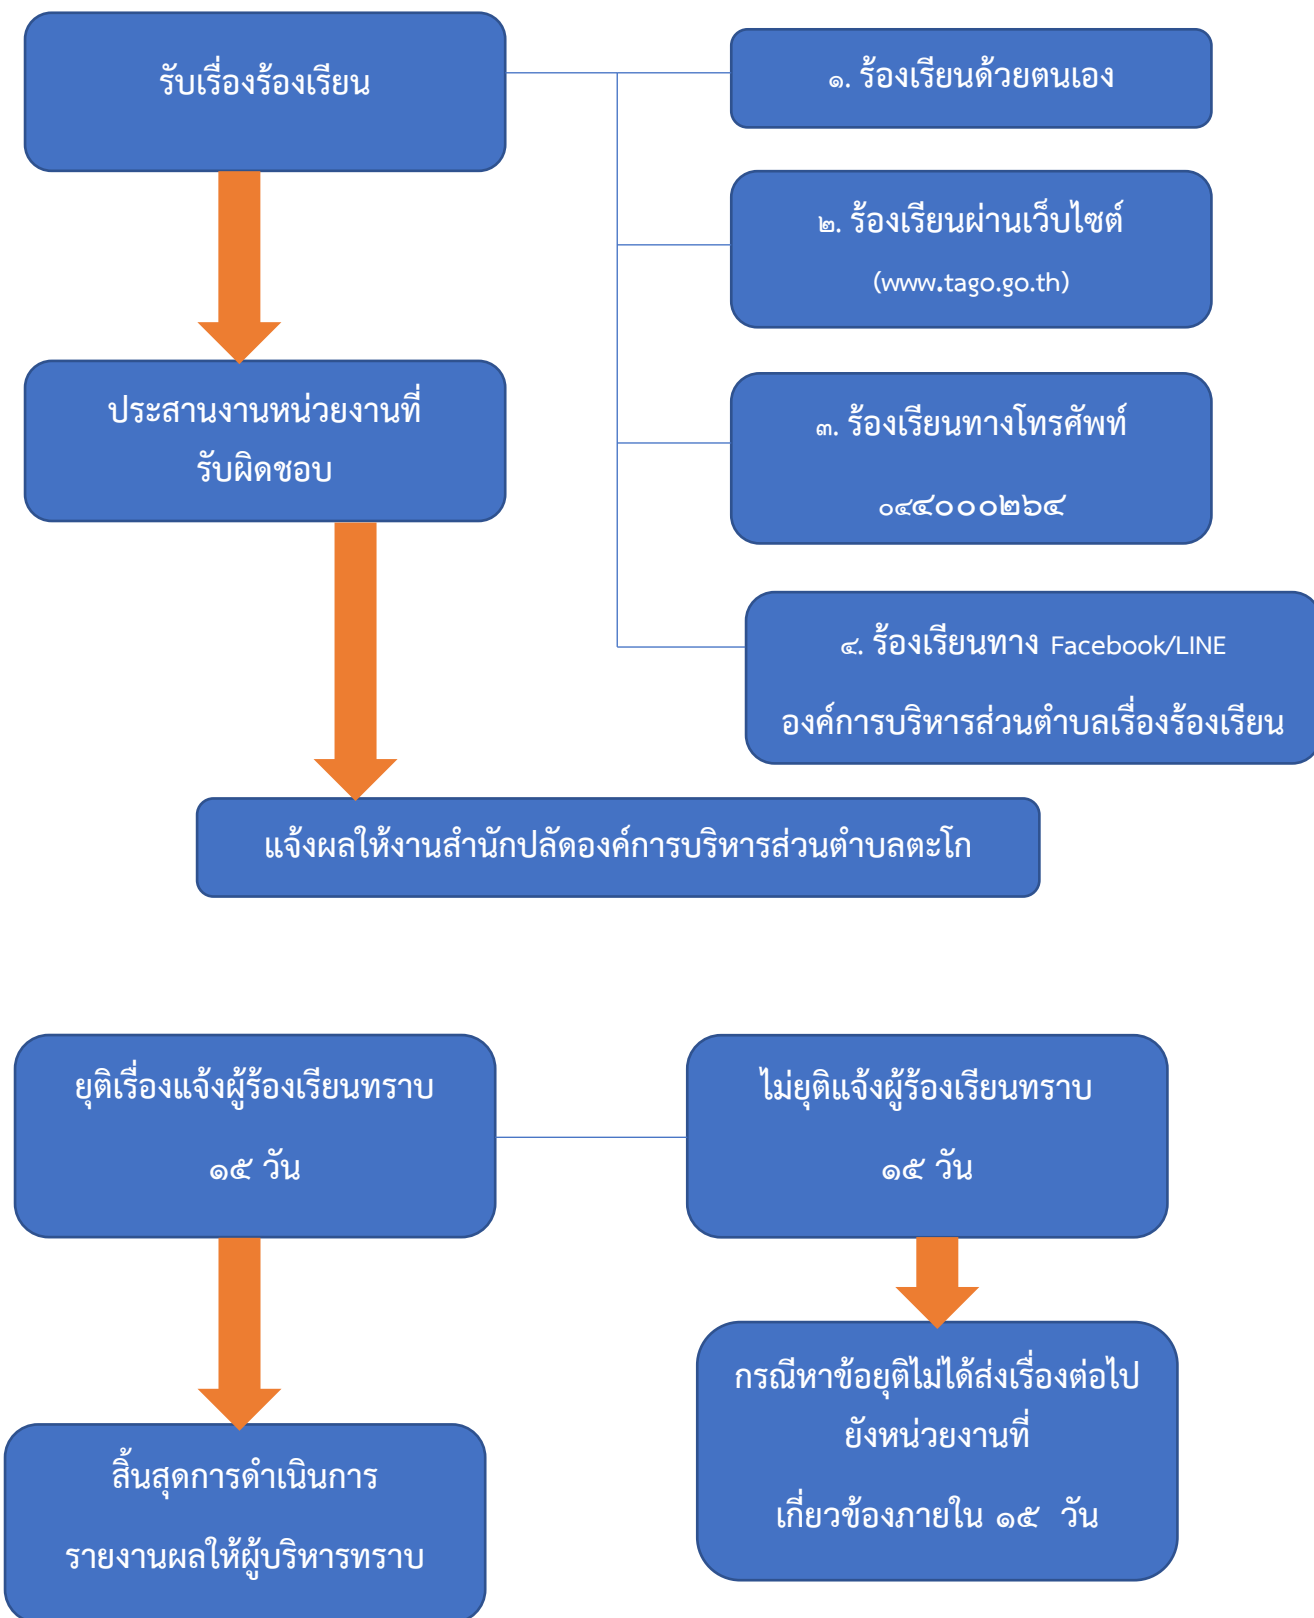 รับเรื่องร้องเรียน
๑. ร้องเรียนด้วยตนเอง
๒. ร้องเรียนผ่านเว็บไซต์
(www.tago.go.th)
ประสานงานหน่วยงานที่
รับผิดชอบ
๓. ร้องเรียนทางโทรศัพท์
๐๔๔๐๐๐๒๖๔
๔. ร้องเรียนทาง Facebook/LINE
องค์การบริหารส่วนตำบลเรื่องร้องเรียน
แจ้งผลให้งานสำนักปลัดองค์การบริหารส่วนตำบลตะโก
ยุติเรื่องแจ้งผู้ร้องเรียนทราบ
๑๕ วัน
ไม่ยุติแจ้งผู้ร้องเรียนทราบ
๑๕ วัน
สิ้นสุดการดำเนินการ
รายงานผลให้ผู้บริหารทราบ
กรณีหาข้อยุติไม่ได้ส่งเรื่องต่อไป
ยังหน่วยงานที่
เกี่ยวข้องภายใน ๑๕ วัน